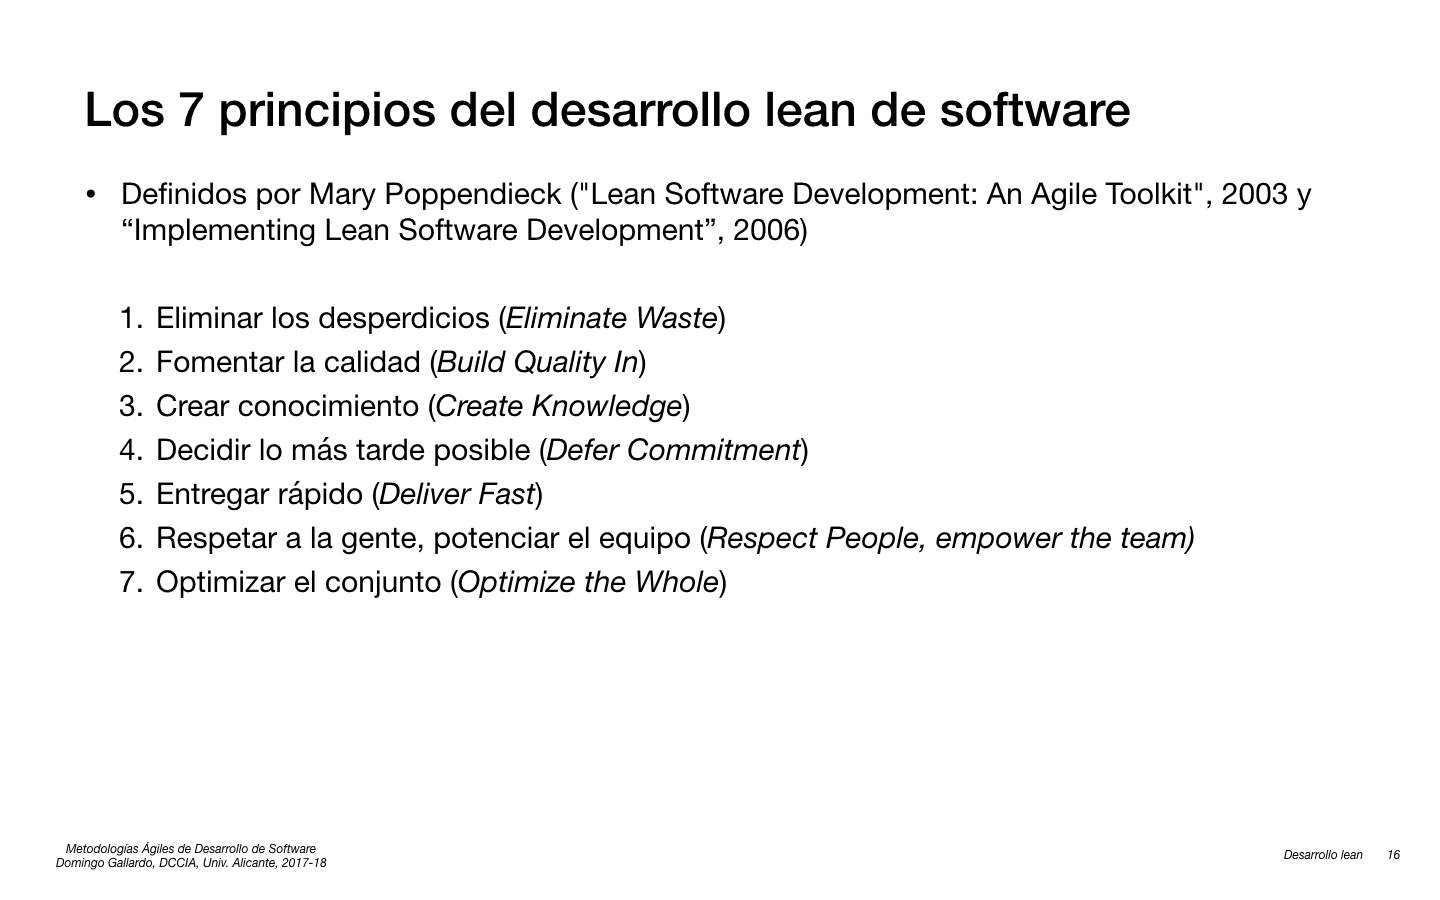 Los 7 principios del desarrollo lean de software
• Definidos por Mary Poppendieck ("Lean Software Development: An Agile Toolkit", 2003 y
“Implementing Lean Software Development”, 2006)
1. Eliminar los desperdicios (Eliminate Waste)
2. Fomentar la calidad (Build Quality In)
3. Crear conocimiento (Create Knowledge)
4. Decidir lo más tarde posible (Defer Commitment)
5. Entregar rápido (Deliver Fast)
6. Respetar a la gente, potenciar el equipo (Respect People, empower the team)
7. Optimizar el conjunto (Optimize the Whole)
Metodologías Ágiles de Desarrollo de Software
Domingo Gallardo, DCCIA, Univ. Alicante, 2017-18
Desarrollo lean 16